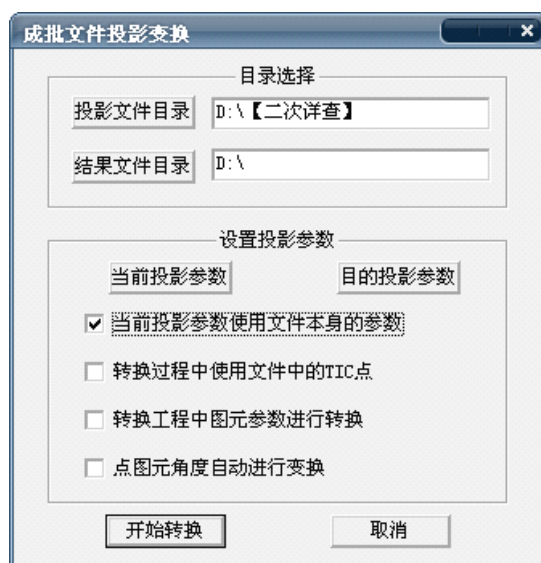 成批文件投影变换
目录选择
投影文件目录 D:\【二次详查】
结果文件目录 D:\
设置投影参数
当前投影参数 目的投影参数
当前投影参数使用文件本身的参数
转换过程中使用文件中的TIC点
转换工程中图元参数进行转换
点图元角度自动进行变换
开始转换 取消